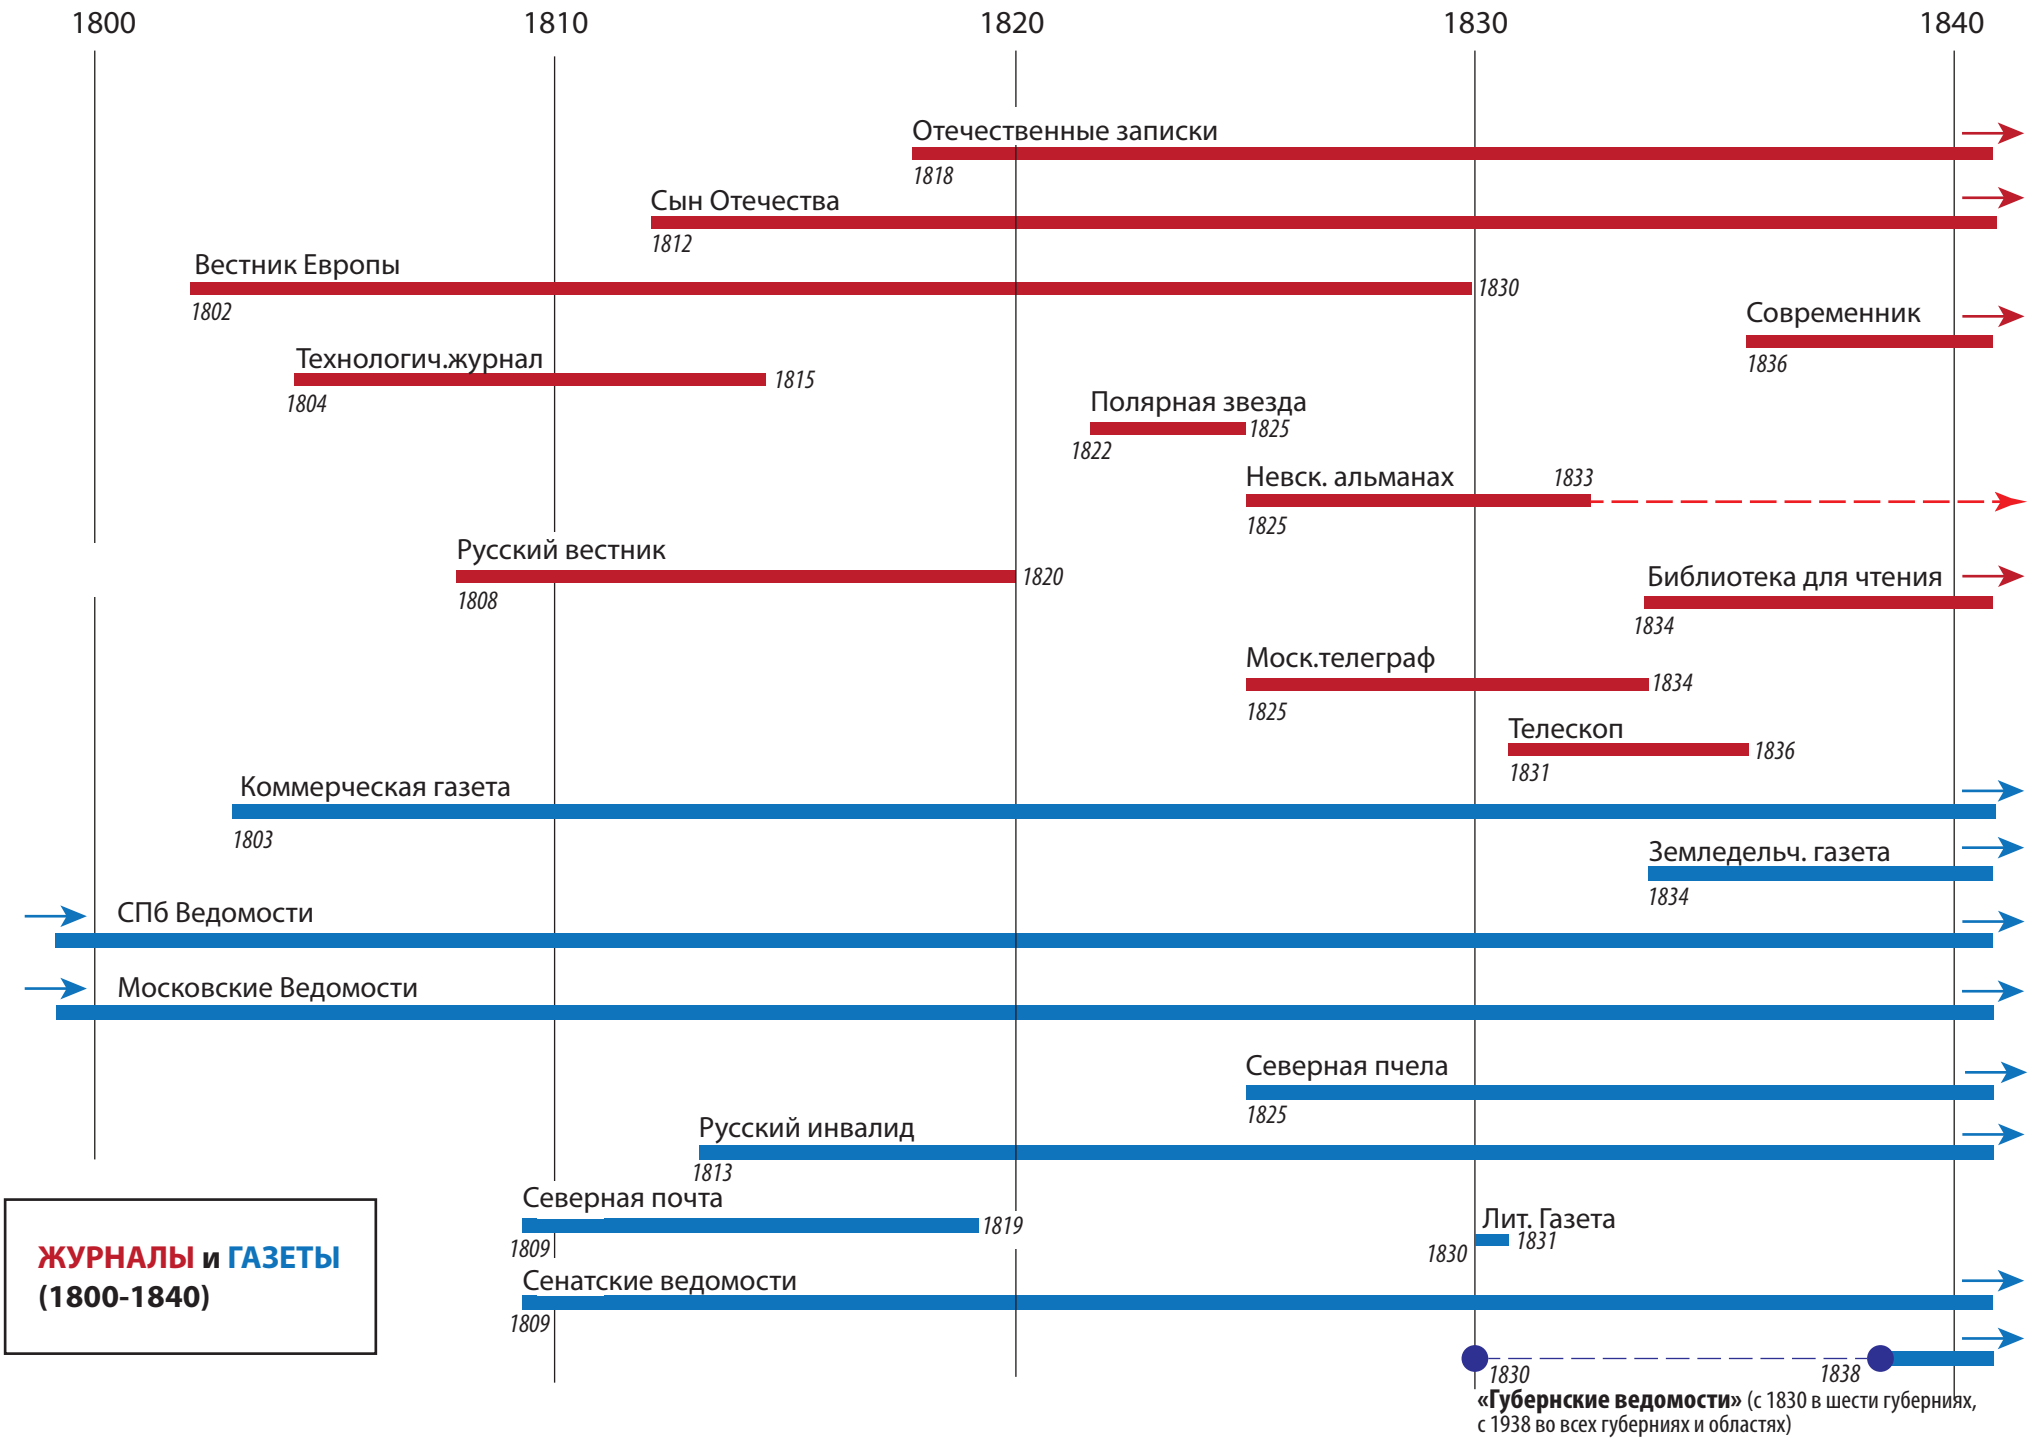 1800 1810 1820 1830 1840
Отечественные записки
1818
Сын Отечества
1812
Вестник Европы
1802
1830
Современник
1836
Технологич.журнал
1804
1815
Полярная звезда
1822
1825
Невск. альманах
1833
1825
Русский вестник
1808
1820
Библиотека для чтения
1834
Моск.телеграф
1834
1825
Телескоп
1836
1831
Коммерческая газета
1803
Земледельч. газета
1834
СПб Ведомости
Московские Ведомости
Северная пчела
1825
Русский инвалид
1813
Северная почта
1819
1809
Лит. Газета
1830
1831
Сенатские ведомости
1809
1830
1838
«Губернские ведомости» (с 1830 в шести губерниях,
с 1938 во всех губерниях и областях)
ЖУРНАЛЫ и ГАЗЕТЫ
(1800-1840)